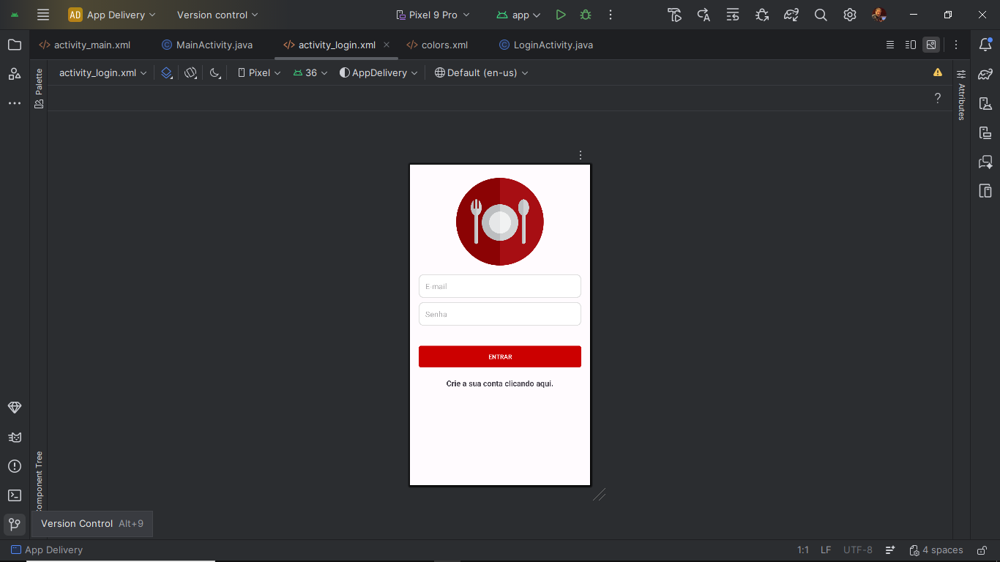 AD App Delivery Version control Pixel 9 Pro app
activity_main.xml MainActivity.java activity_login.xml colors.xml LoginActivity.java
Palette
activity_login.xml Pixel 36 AppDelivery Default (en-us)
?
Attributes
E-mail
Senha
ENTRAR
Crie a sua conta clicando aqui.
Component Tree
Version Control Alt+9
App Delivery 1:1 LF UTF-8 4 spaces